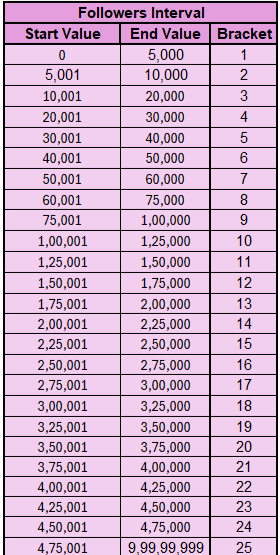 Followers Interval
Start Value End Value Bracket
0 5,000 1
5,001 10,000 2
10,001 20,000 3
20,001 30,000 4
30,001 40,000 5
40,001 50,000 6
50,001 60,000 7
60,001 75,000 8
75,001 1,00,000 9
1,00,001 1,25,000 10
1,25,001 1,50,000 11
1,50,001 1,75,000 12
1,75,001 2,00,000 13
2,00,001 2,25,000 14
2,25,001 2,50,000 15
2,50,001 2,75,000 16
2,75,001 3,00,000 17
3,00,001 3,25,000 18
3,25,001 3,50,000 19
3,50,001 3,75,000 20
3,75,001 4,00,000 21
4,00,001 4,25,000 22
4,25,001 4,50,000 23
4,50,001 4,75,000 24
4,75,001 9,99,99,999 25